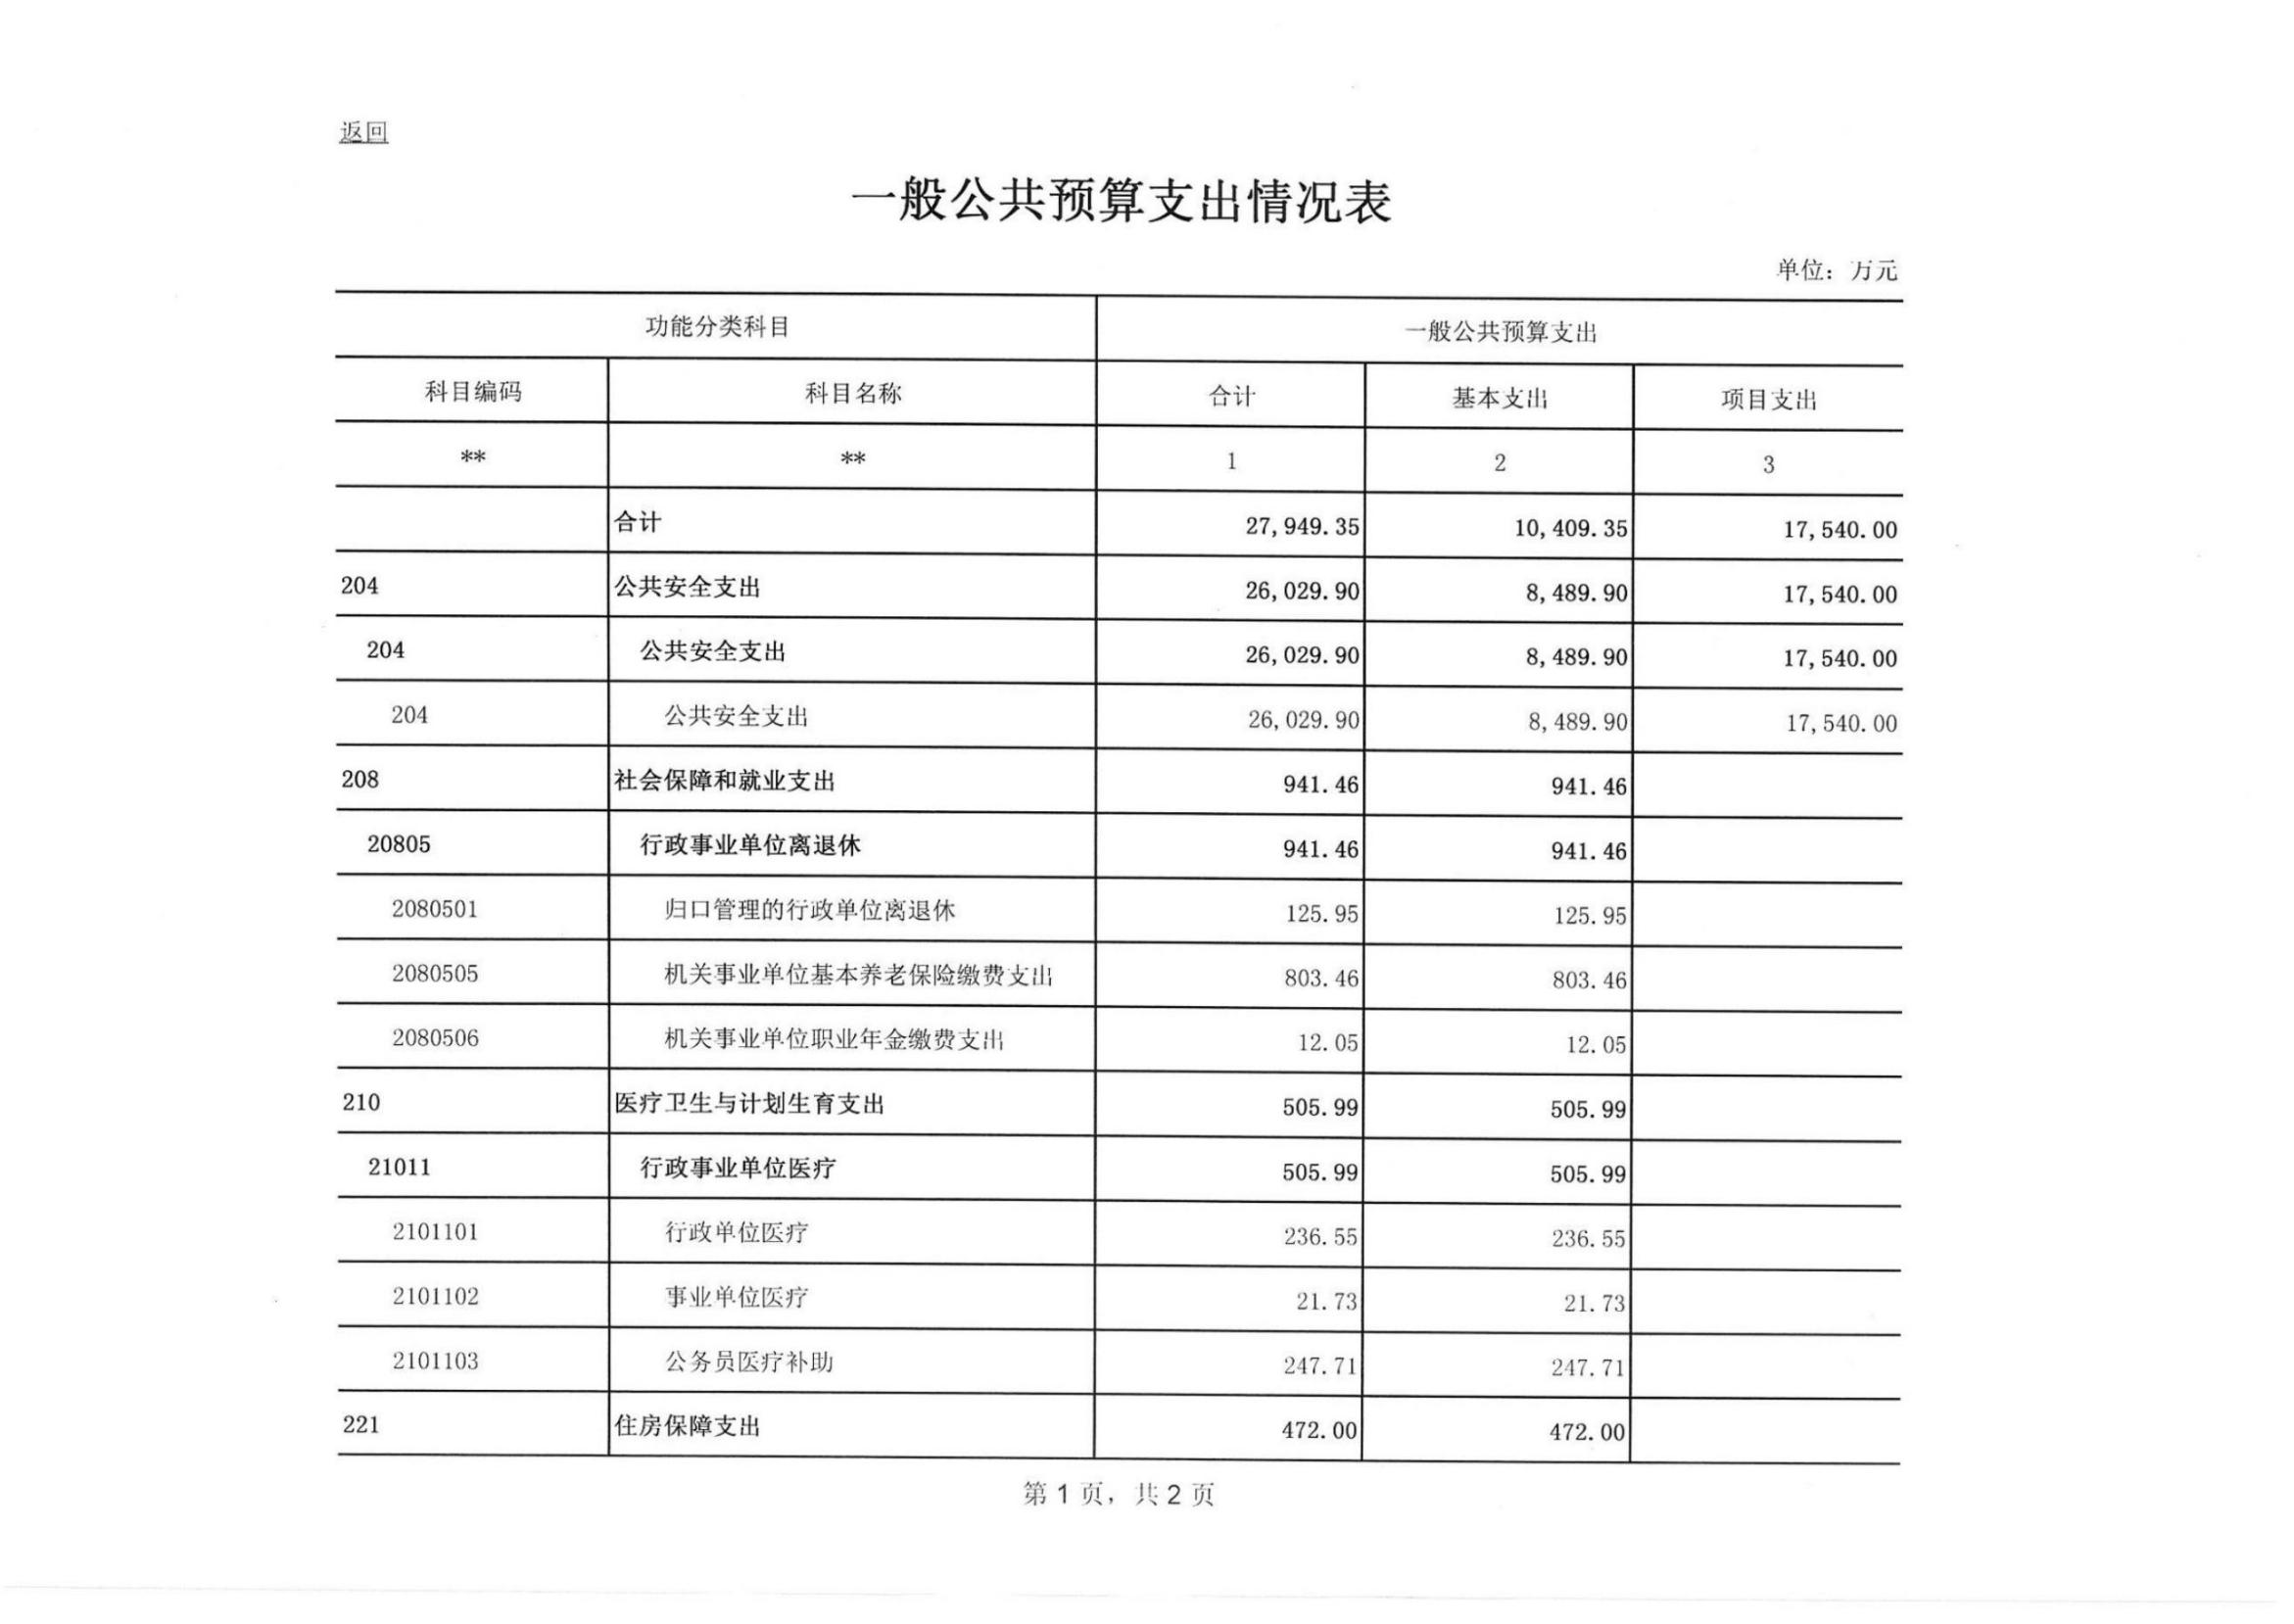 返回
一般公共预算支出情况表
单位：万元
功能分类科目 一般公共预算支出
科目编码 科目名称 合计 基本支出 项目支出
** ** 1 2 3
合计 27,949.35 10,409.35 17,540.00
204 公共安全支出 26,029.90 8,489.90 17,540.00
204 公共安全支出 26,029.90 8,489.90 17,540.00
204 公共安全支出 26,029.90 8,489.90 17,540.00
208 社会保障和就业支出 941.46 941.46
20805 行政事业单位离退休 941.46 941.46
2080501 归口管理的行政单位离退休 125.95 125.95
2080505 机关事业单位基本养老保险缴费支出 803.46 803.46
2080506 机关事业单位职业年金缴费支出 12.05 12.05
210 医疗卫生与计划生育支出 505.99 505.99
21011 行政事业单位医疗 505.99 505.99
2101101 行政单位医疗 236.55 236.55
2101102 事业单位医疗 21.73 21.73
2101103 公务员医疗补助 247.71 247.71
221 住房保障支出 472.00 472.00
第 1 页，共 2 页